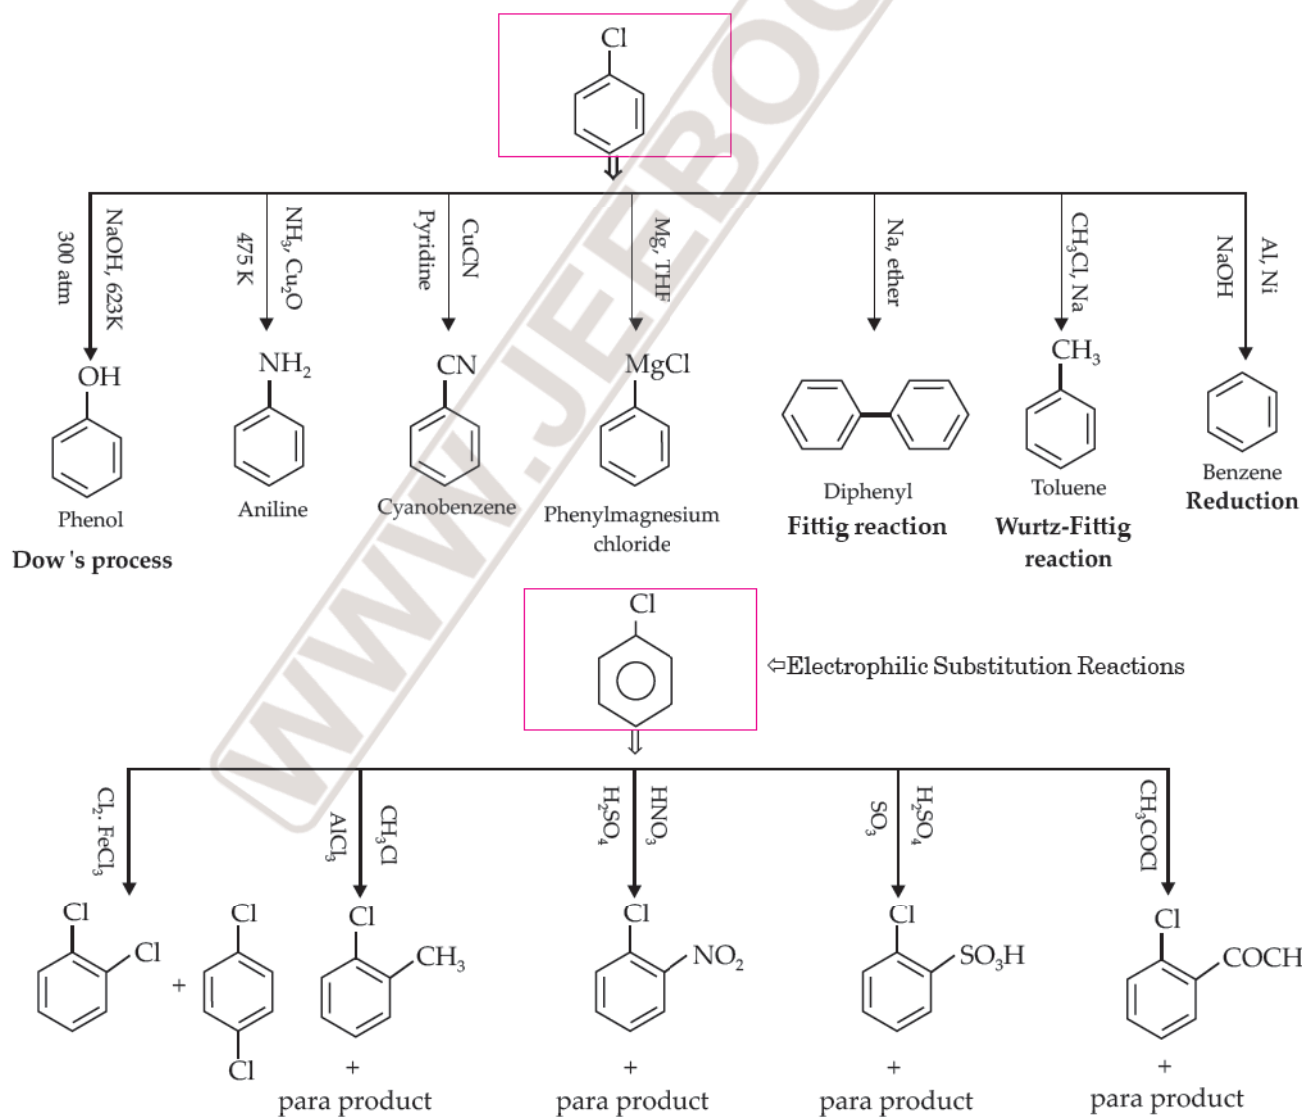 Cl
NaOH, 623K
300 atm
NH₃, Cu₂O
475 K
CuCN
Pyridine
Mg, THF
Na, ether
CH₃Cl, Na
Al, Ni
NaOH
OH
NH₂
CN
MgCl
CH₃
Phenol
Dow 's process
Aniline
Cyanobenzene
Phenylmagnesium
chloride
Diphenyl
Fittig reaction
Toluene
Wurtz-Fittig
reaction
Benzene
Reduction
Cl
⇦Electrophilic Substitution Reactions
Cl₂. FeCl₃
CH₃Cl
AlCl₃
HNO₃
H₂SO₄
H₂SO₄
SO₃
CH₃COCl
Cl
Cl
+
Cl
Cl
Cl
CH₃
+
para product
Cl
NO₂
+
para product
Cl
SO₃H
+
para product
Cl
COCH
+
para product
WWW.JEEBOO